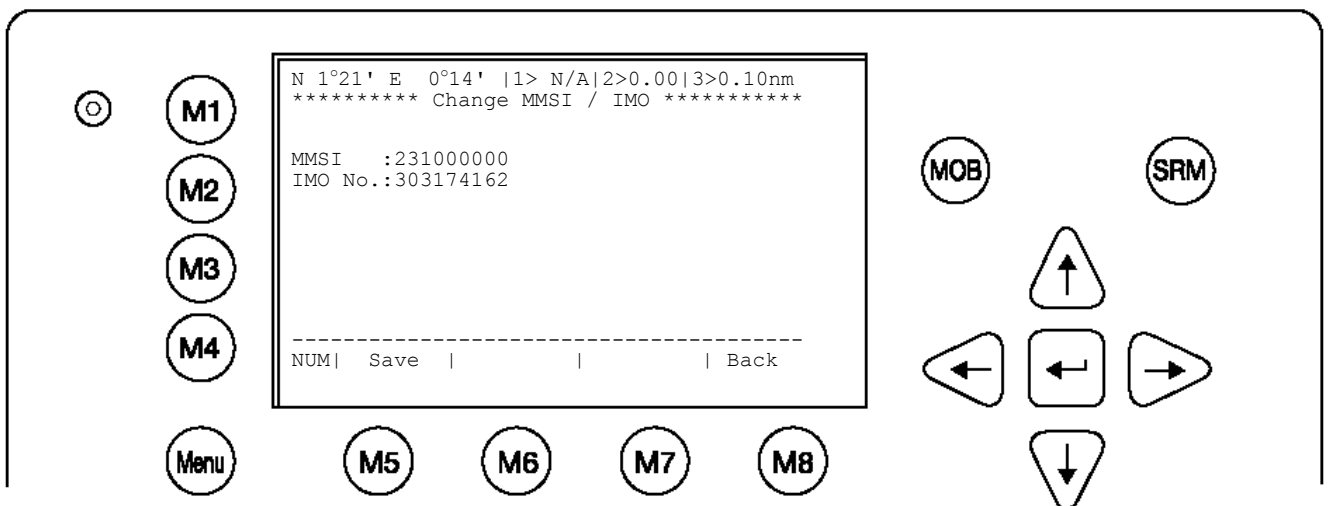 N 1°21' E 0°14' |1> N/A|2>0.00|3>0.10nm
********** Change MMSI / IMO ***********
M1
MMSI :231000000
IMO No.:303174162
M2
MOB
SRM
M3
M4
----------------------------------------
NUM| Save | | | Back
Menu
M5
M6
M7
M8